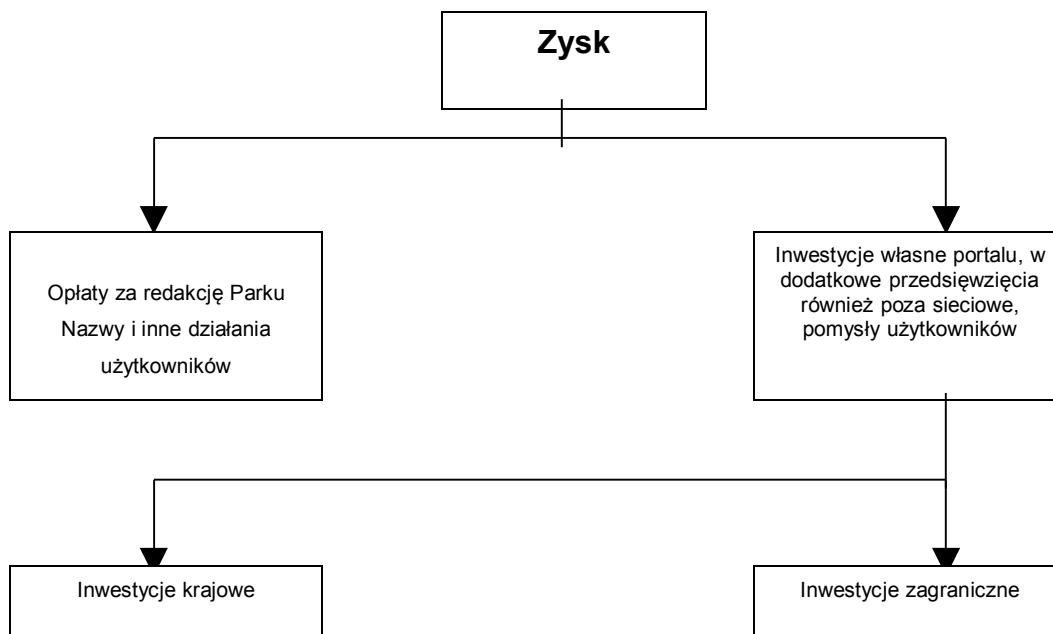 Zysk
Opłaty za redakcję Parku
Nazwy i inne działania
użytkowników
Inwestycje własne portalu, w
dodatkowe przedsięwzięcia
również poza sieciowe,
pomysły użytkowników
Inwestycje krajowe
Inwestycje zagraniczne